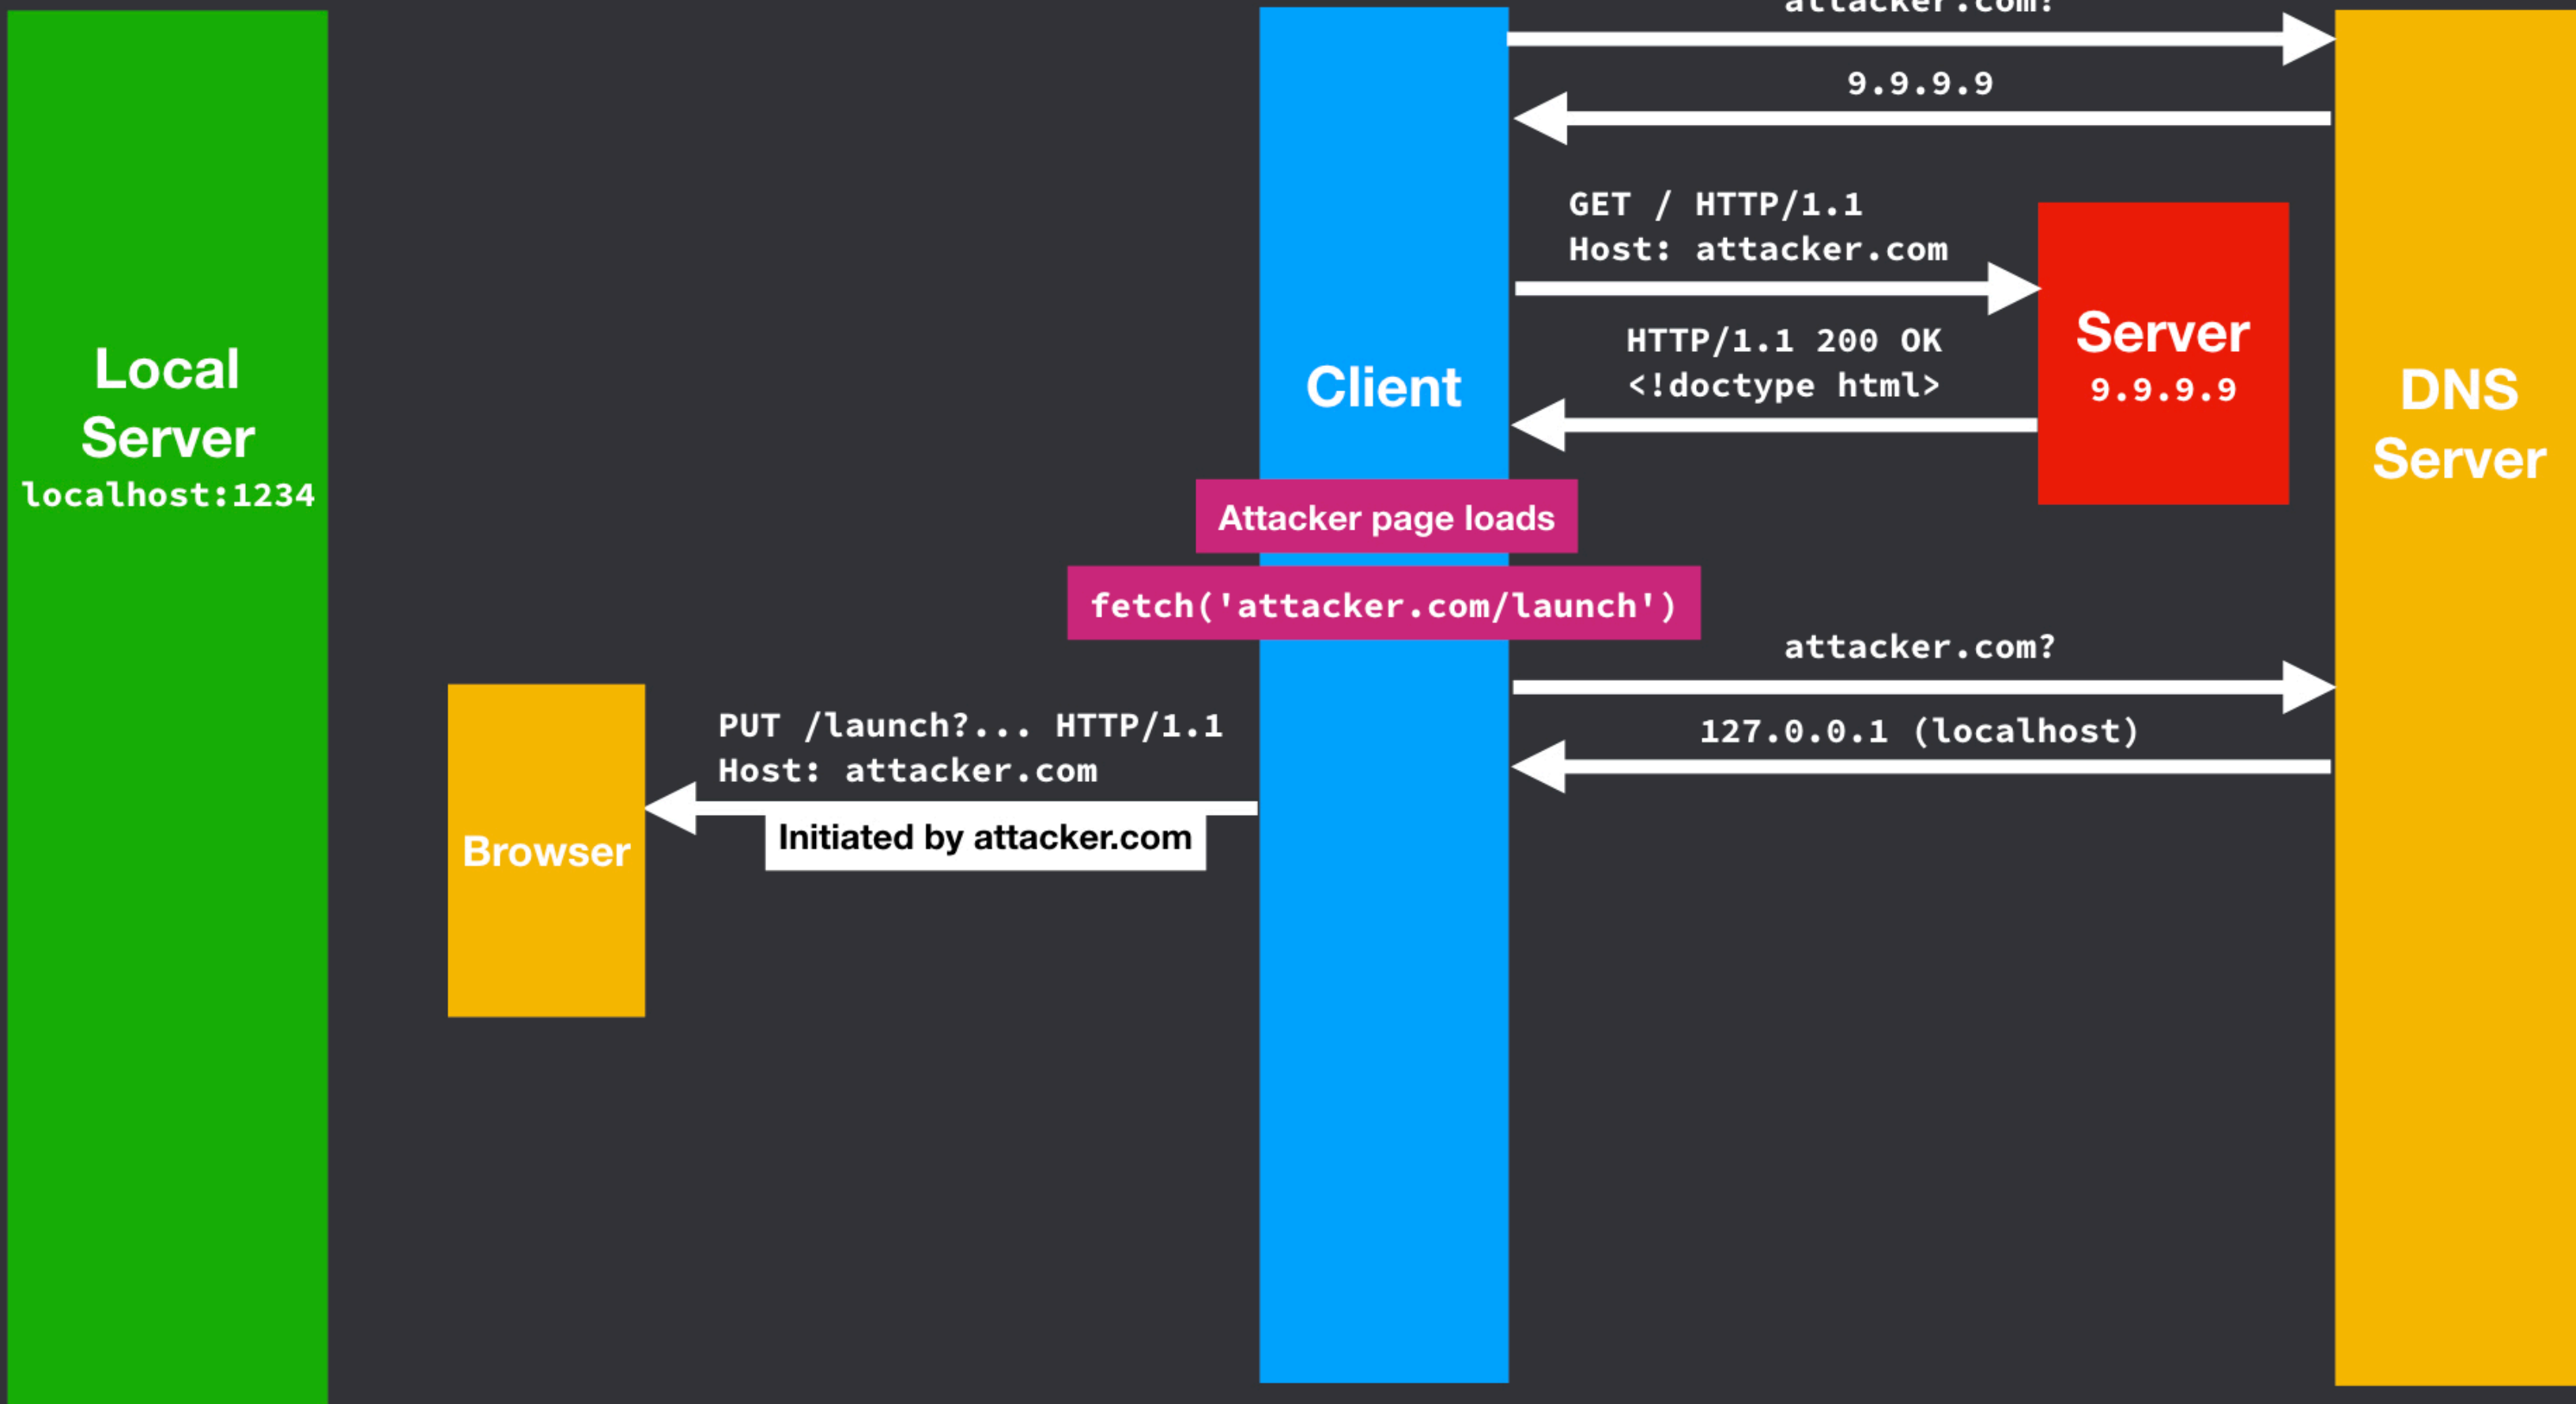 attacker.com?
9.9.9.9
GET / HTTP/1.1
Host: attacker.com
HTTP/1.1 200 OK
<!doctype html>
Server
9.9.9.9
Local
Server
localhost:1234
Client
DNS
Server
Attacker page loads
fetch('attacker.com/launch')
attacker.com?
127.0.0.1 (localhost)
PUT /launch?... HTTP/1.1
Host: attacker.com
Initiated by attacker.com
Browser